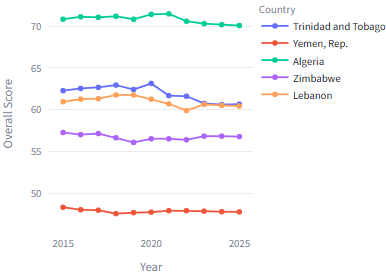 Country
Trinidad and Tobago
Yemen, Rep.
Algeria
Zimbabwe
Lebanon
Overall Score
70
65
60
55
50
2015
2020
2025
Year